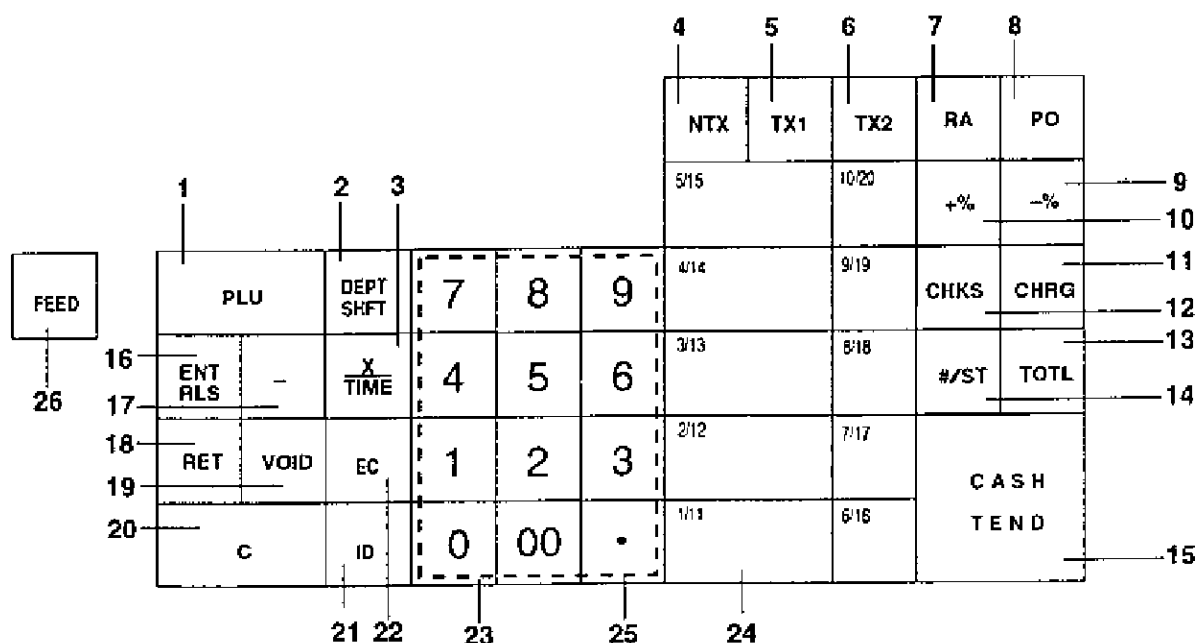 4 5 6 7 8
NTX TX1 TX2 RA PO
1 2 3
5/15 10/20 +% −% 9
10
FEED PLU DEPT SHFT 7 8 9 4/14 9/19 CHKS CHRG 11
12
16 ENT RLS − X/TIME 4 5 6 3/13 8/18 #/ST TOTL 13
26 17 14
18 RET VOID EC 1 2 3 2/12 7/17 CASH
19 TEND
20 C ID 0 00 • 1/11 6/16 15
21 22 23 25 24